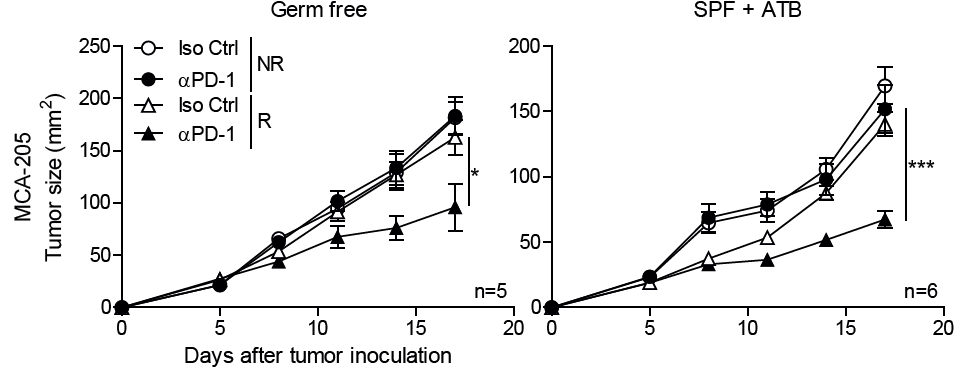 Germ free
SPF + ATB
MCA-205
Tumor size (mm²)
250
200
150
100
50
0
Iso Ctrl
αPD-1
NR
Iso Ctrl
αPD-1
R
*
n=5
0 5 10 15 20
Days after tumor inoculation
200
150
100
50
0
***
n=6
0 5 10 15 20